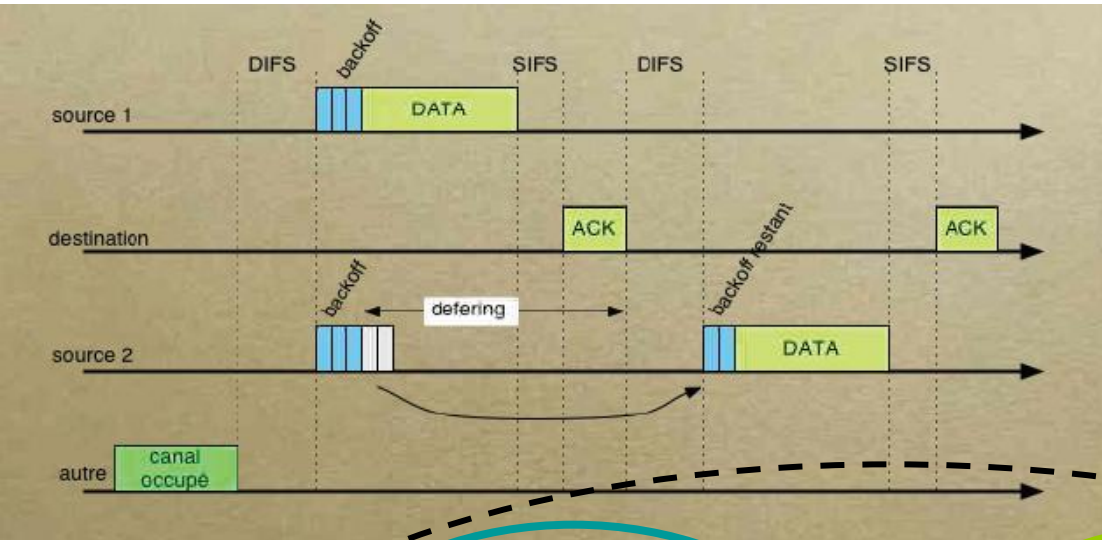 DIFS
backoff
SIFS
DIFS
SIFS
source 1
DATA
destination
ACK
ACK
backoff
defering
backoff restant
source 2
DATA
autre
canal
occupé